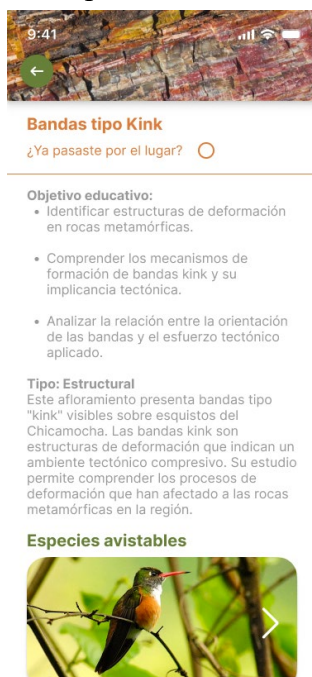 9:41
Bandas tipo Kink
¿Ya pasaste por el lugar?
Objetivo educativo:
• Identificar estructuras de deformación
en rocas metamórficas.
• Comprender los mecanismos de
formación de bandas kink y su
implicancia tectónica.
• Analizar la relación entre la orientación
de las bandas y el esfuerzo tectónico
aplicado.
Tipo: Estructural
Este afloramiento presenta bandas tipo
"kink" visibles sobre esquistos del
Chicamocha. Las bandas kink son
estructuras de deformación que indican un
ambiente tectónico compresivo. Su estudio
permite comprender los procesos de
deformación que han afectado a las rocas
metamórficas en la región.
Especies avistables